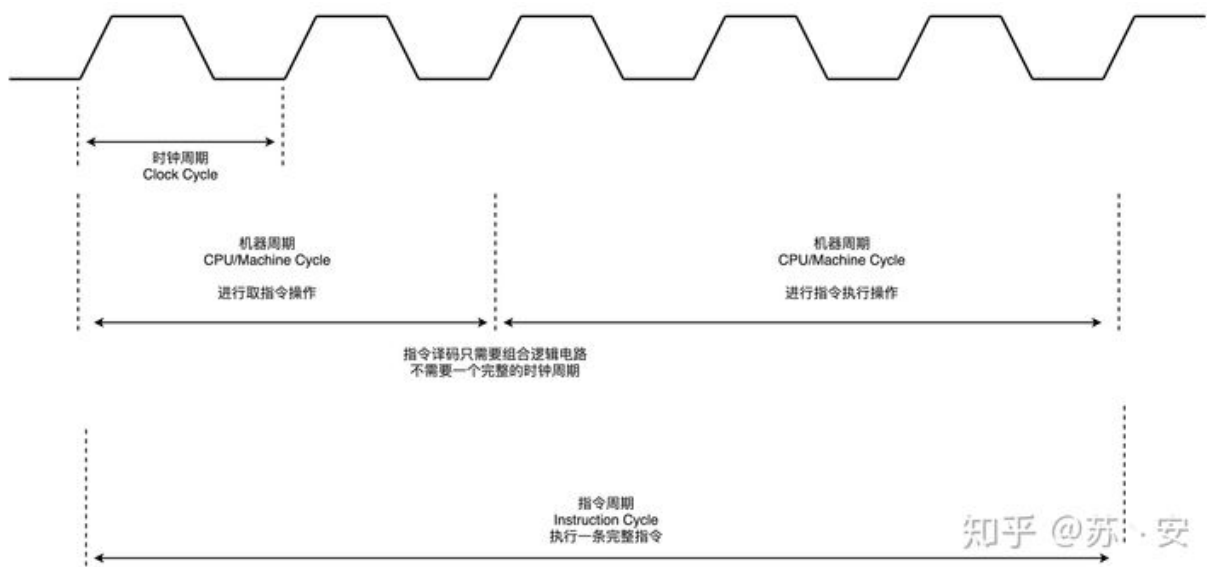 时钟周期
Clock Cycle
机器周期
CPU/Machine Cycle
进行取指令操作
机器周期
CPU/Machine Cycle
进行指令执行操作
指令译码只需要组合逻辑电路
不需要一个完整的时钟周期
指令周期
Instruction Cycle
执行一条完整指令
知乎 @苏 · 安